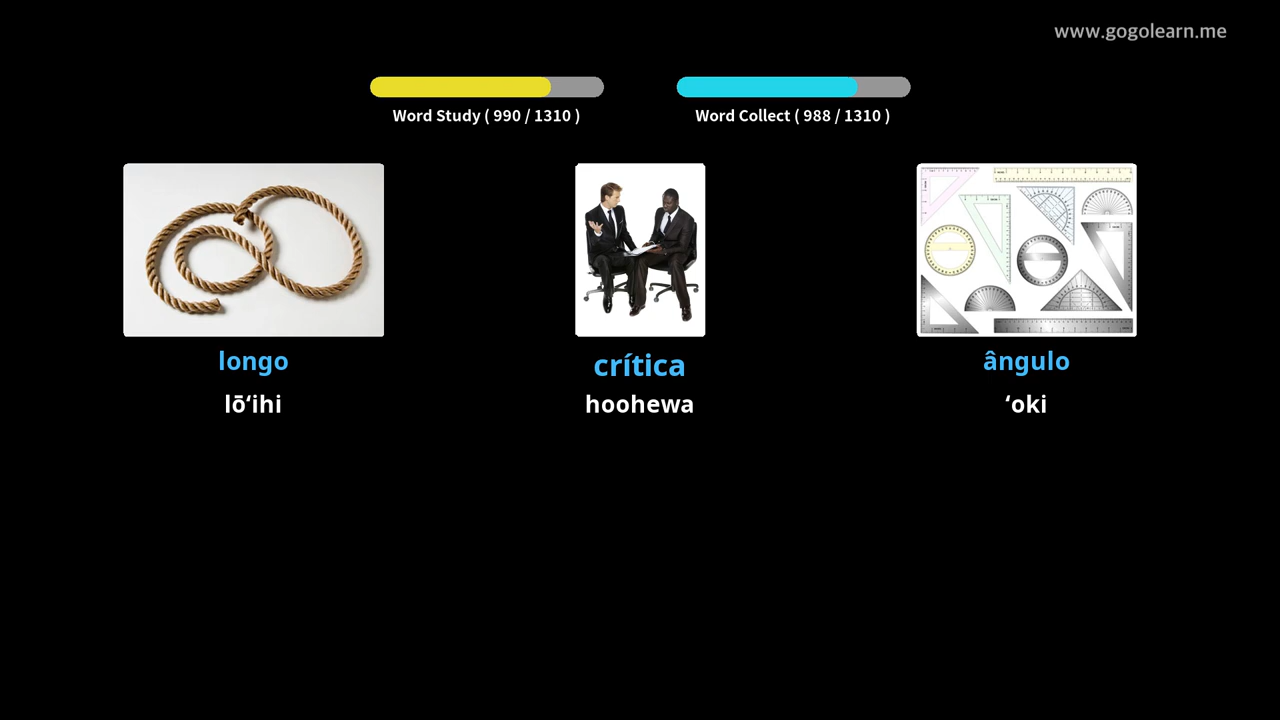 www.gogolearn.me
Word Study ( 990 / 1310 )
Word Collect ( 988 / 1310 )
longo
crítica
ângulo
lōʻihi
hoohewa
ʻoki